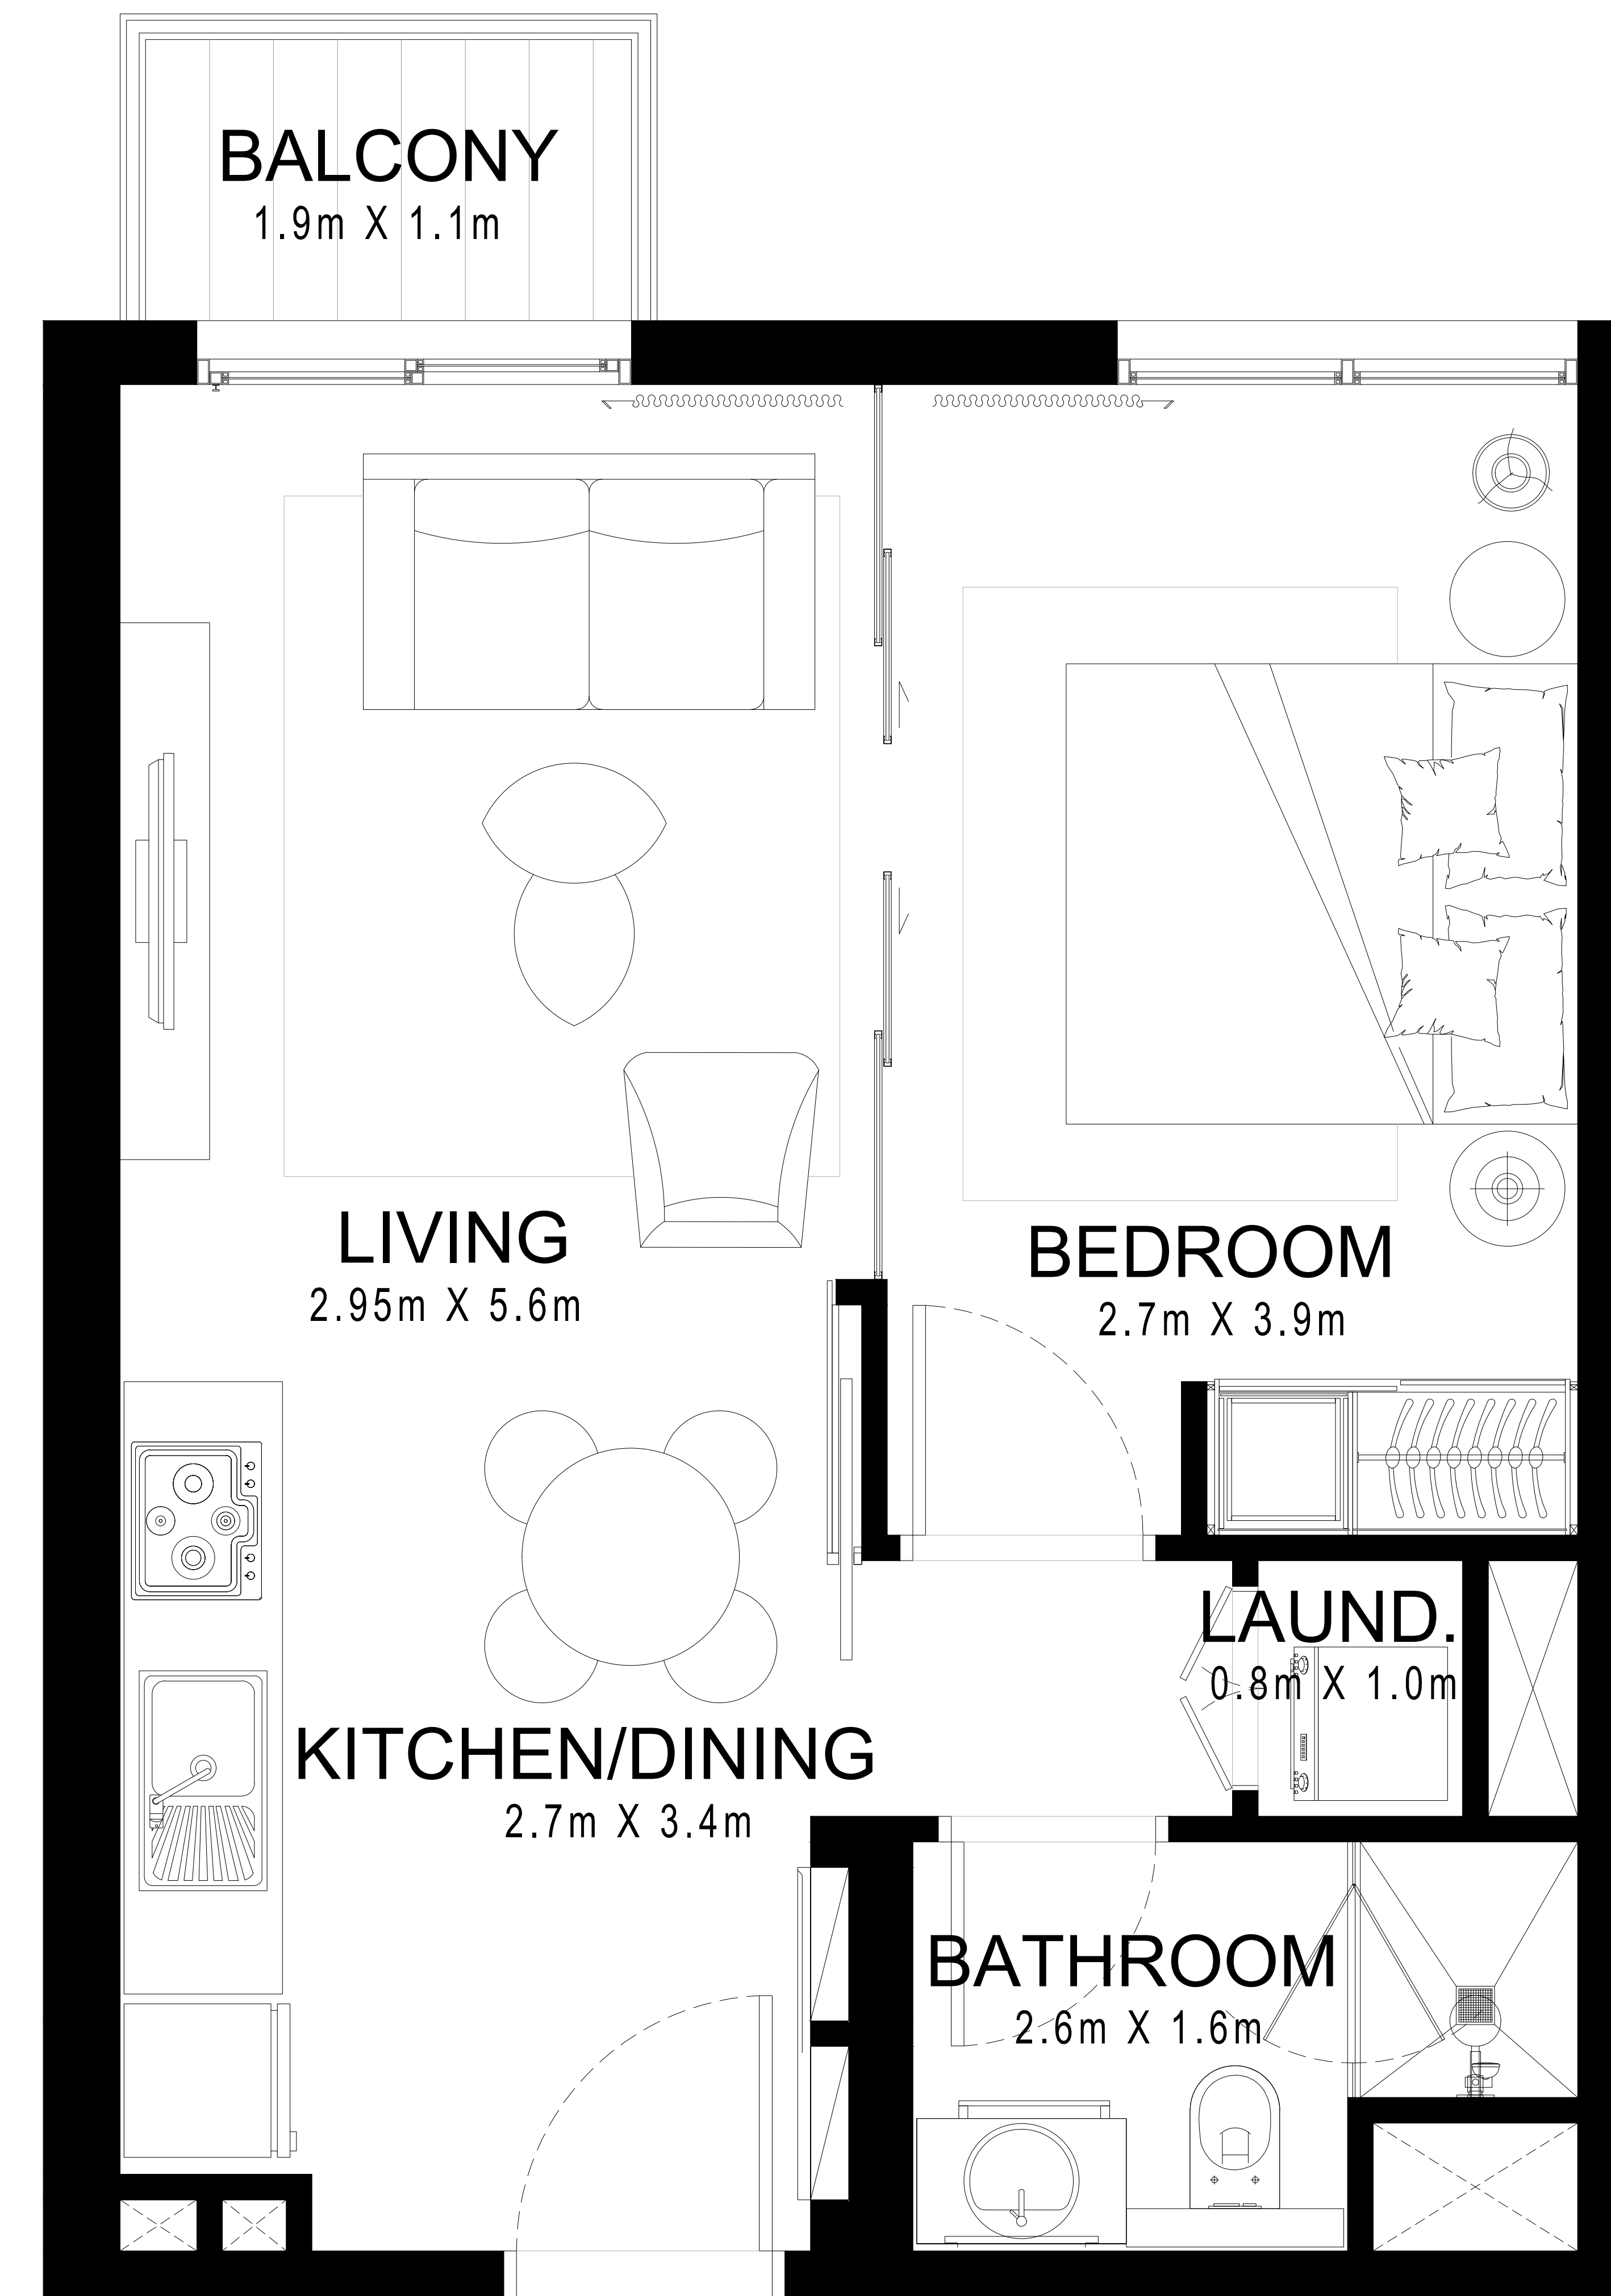 BALCONY
1.9m X 1.1m
LIVING
2.95m X 5.6m
BEDROOM
2.7m X 3.9m
LAUND.
0.8m X 1.0m
KITCHEN/DINING
2.7m X 3.4m
BATHROOM
2.6m X 1.6m